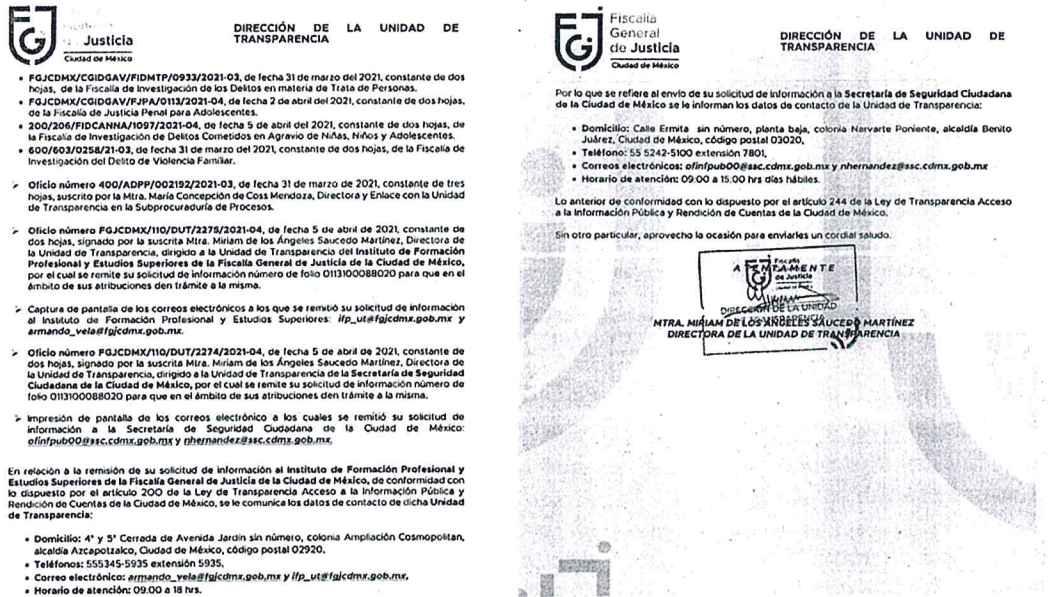 FGJ
Justicia
Ciudad de México
DIRECCIÓN DE LA UNIDAD DE
TRANSPARENCIA
• FGJCDMX/CGIDGAV/FIDMTP/0933/2021-03, de fecha 31 de marzo del 2021, constante de dos
hojas, de la Fiscalía de Investigación de los Delitos en materia de Trata de Personas.
• FGJCDMX/CGIDGAV/FJPA/0113/2021-04, de fecha 2 de abril del 2021, constante de dos hojas,
de la Fiscalía de Justicia Penal para Adolescentes.
• 200/206/FIDCANNA/1097/2021-04, de fecha 5 de abril del 2021, constante de dos hojas, de
la Fiscalía de Investigación de Delitos Cometidos en Agravio de Niñas, Niños y Adolescentes.
• 600/603/0258/21-03, de fecha 31 de marzo del 2021, constante de dos hojas, de la Fiscalía de
Investigación del Delito de Violencia Familiar.
➢ Oficio número 400/ADPP/002192/2021-03, de fecha 31 de marzo de 2021, constante de tres
hojas, suscrito por la Mtra. María Concepción de Coss Mendoza, Directora y Enlace con la Unidad
de Transparencia en la Subprocuraduría de Procesos.
➢ Oficio número FGJCDMX/110/DUT/2275/2021-04, de fecha 5 de abril de 2021, constante de
dos hojas, signado por la suscrita Mtra. Miriam de los Ángeles Saucedo Martínez, Directora de
la Unidad de Transparencia, dirigido a la Unidad de Transparencia del Instituto de Formación
Profesional y Estudios Superiores de la Fiscalía General de Justicia de la Ciudad de México,
por el cual se remite su solicitud de información número de folio 0113100088020 para que en el
ámbito de sus atribuciones den trámite a la misma.
➢ Captura de pantalla de los correos electrónicos a los que se remitió su solicitud de información
al Instituto de Formación Profesional y Estudios Superiores: ifp_ut@fgjcdmx.gob.mx y
armando_vela@fgjcdmx.gob.mx.
➢ Oficio número FGJCDMX/110/DUT/2274/2021-04, de fecha 5 de abril de 2021, constante de
dos hojas, signado por la suscrita Mtra. Miriam de los Ángeles Saucedo Martínez, Directora de
la Unidad de Transparencia, dirigido a la Unidad de Transparencia de la Secretaría de Seguridad
Ciudadana de la Ciudad de México, por el cual se remite su solicitud de información número de
folio 0113100088020 para que en el ámbito de sus atribuciones den trámite a la misma.
➢ Impresión de pantalla de los correos electrónico a los cuales se remitió su solicitud de
información a la Secretaría de Seguridad Ciudadana de la Ciudad de México:
ofinfpub00@ssc.cdmx.gob.mx y nhernandez@ssc.cdmx.gob.mx.
En relación a la remisión de su solicitud de información al Instituto de Formación Profesional y
Estudios Superiores de la Fiscalía General de Justicia de la Ciudad de México, de conformidad con
lo dispuesto por el artículo 200 de la Ley de Transparencia Acceso a la Información Pública y
Rendición de Cuentas de la Ciudad de México, se le comunica los datos de contacto de dicha Unidad
de Transparencia:
• Domicilio: 4ª y 5ª Cerrada de Avenida Jardín sin número, colonia Ampliación Cosmopolitan,
alcaldía Azcapotzalco, Ciudad de México, código postal 02920.
• Teléfonos: 555345-5935 extensión 5935.
• Correo electrónico: armando_vela@fgjcdmx.gob.mx y ifp_ut@fgjcdmx.gob.mx.
• Horario de atención: 09:00 a 18 hrs.
FGJ
Fiscalía
General
de Justicia
Ciudad de México
DIRECCIÓN DE LA UNIDAD DE
TRANSPARENCIA
Por lo que se refiere al envío de su solicitud de información a la Secretaría de Seguridad Ciudadana
de la Ciudad de México se le informan los datos de contacto de la Unidad de Transparencia:
• Domicilio: Calle Ermita sin número, planta baja, colonia Narvarte Poniente, alcaldía Benito
Juárez, Ciudad de México, código postal 03020,
• Teléfono: 55 5242-5100 extensión 7801,
• Correos electrónicos: ofinfpub00@ssc.cdmx.gob.mx y nhernandez@ssc.cdmx.gob.mx
• Horario de atención: 09:00 a 15:00 hrs días hábiles.
Lo anterior de conformidad con lo dispuesto por el artículo 244 de la Ley de Transparencia Acceso
a la Información Pública y Rendición de Cuentas de la Ciudad de México.
Sin otro particular, aprovecho la ocasión para enviarles un cordial saludo.
Fiscalía
ATENTAMENTE
de Justicia
DIRECCIÓN DE LA UNIDAD
TRANSPARENCIA
MTRA. MIRIAM DE LOS ÁNGELES SAUCEDO MARTÍNEZ
DIRECTORA DE LA UNIDAD DE TRANSPARENCIA